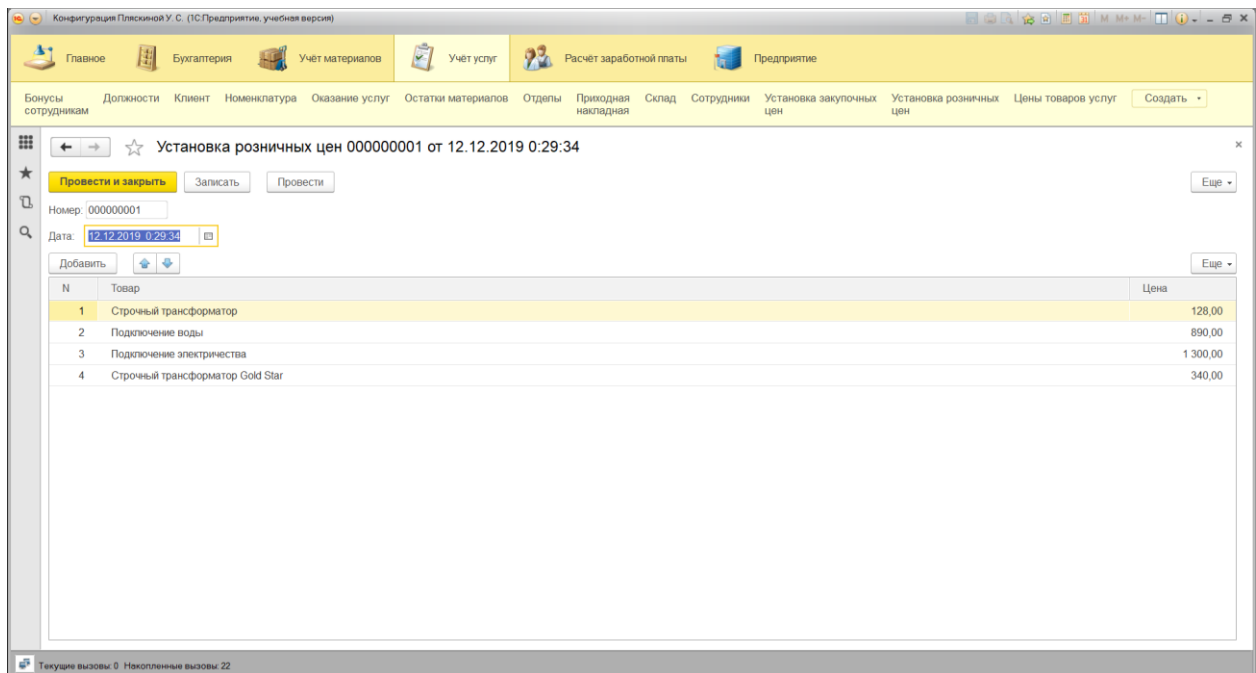 Конфигурация Пляскиной У. С. (1С:Предприятие, учебная версия)
M M+ M-
Главное Бухгалтерия Учёт материалов Учёт услуг Расчёт заработной платы Предприятие
Бонусы сотрудникам Должности Клиент Номенклатура Оказание услуг Остатки материалов Отделы Приходная накладная Склад Сотрудники Установка закупочных цен Установка розничных цен Цены товаров услуг Создать
Установка розничных цен 000000001 от 12.12.2019 0:29:34
Провести и закрыть Записать Провести Еще
Номер: 000000001
Дата: 12.12.2019 0:29:34
Добавить Еще
N Товар Цена
1 Строчный трансформатор 128,00
2 Подключение воды 890,00
3 Подключение электричества 1 300,00
4 Строчный трансформатор Gold Star 340,00
Текущие вызовы: 0 Накопленные вызовы: 22